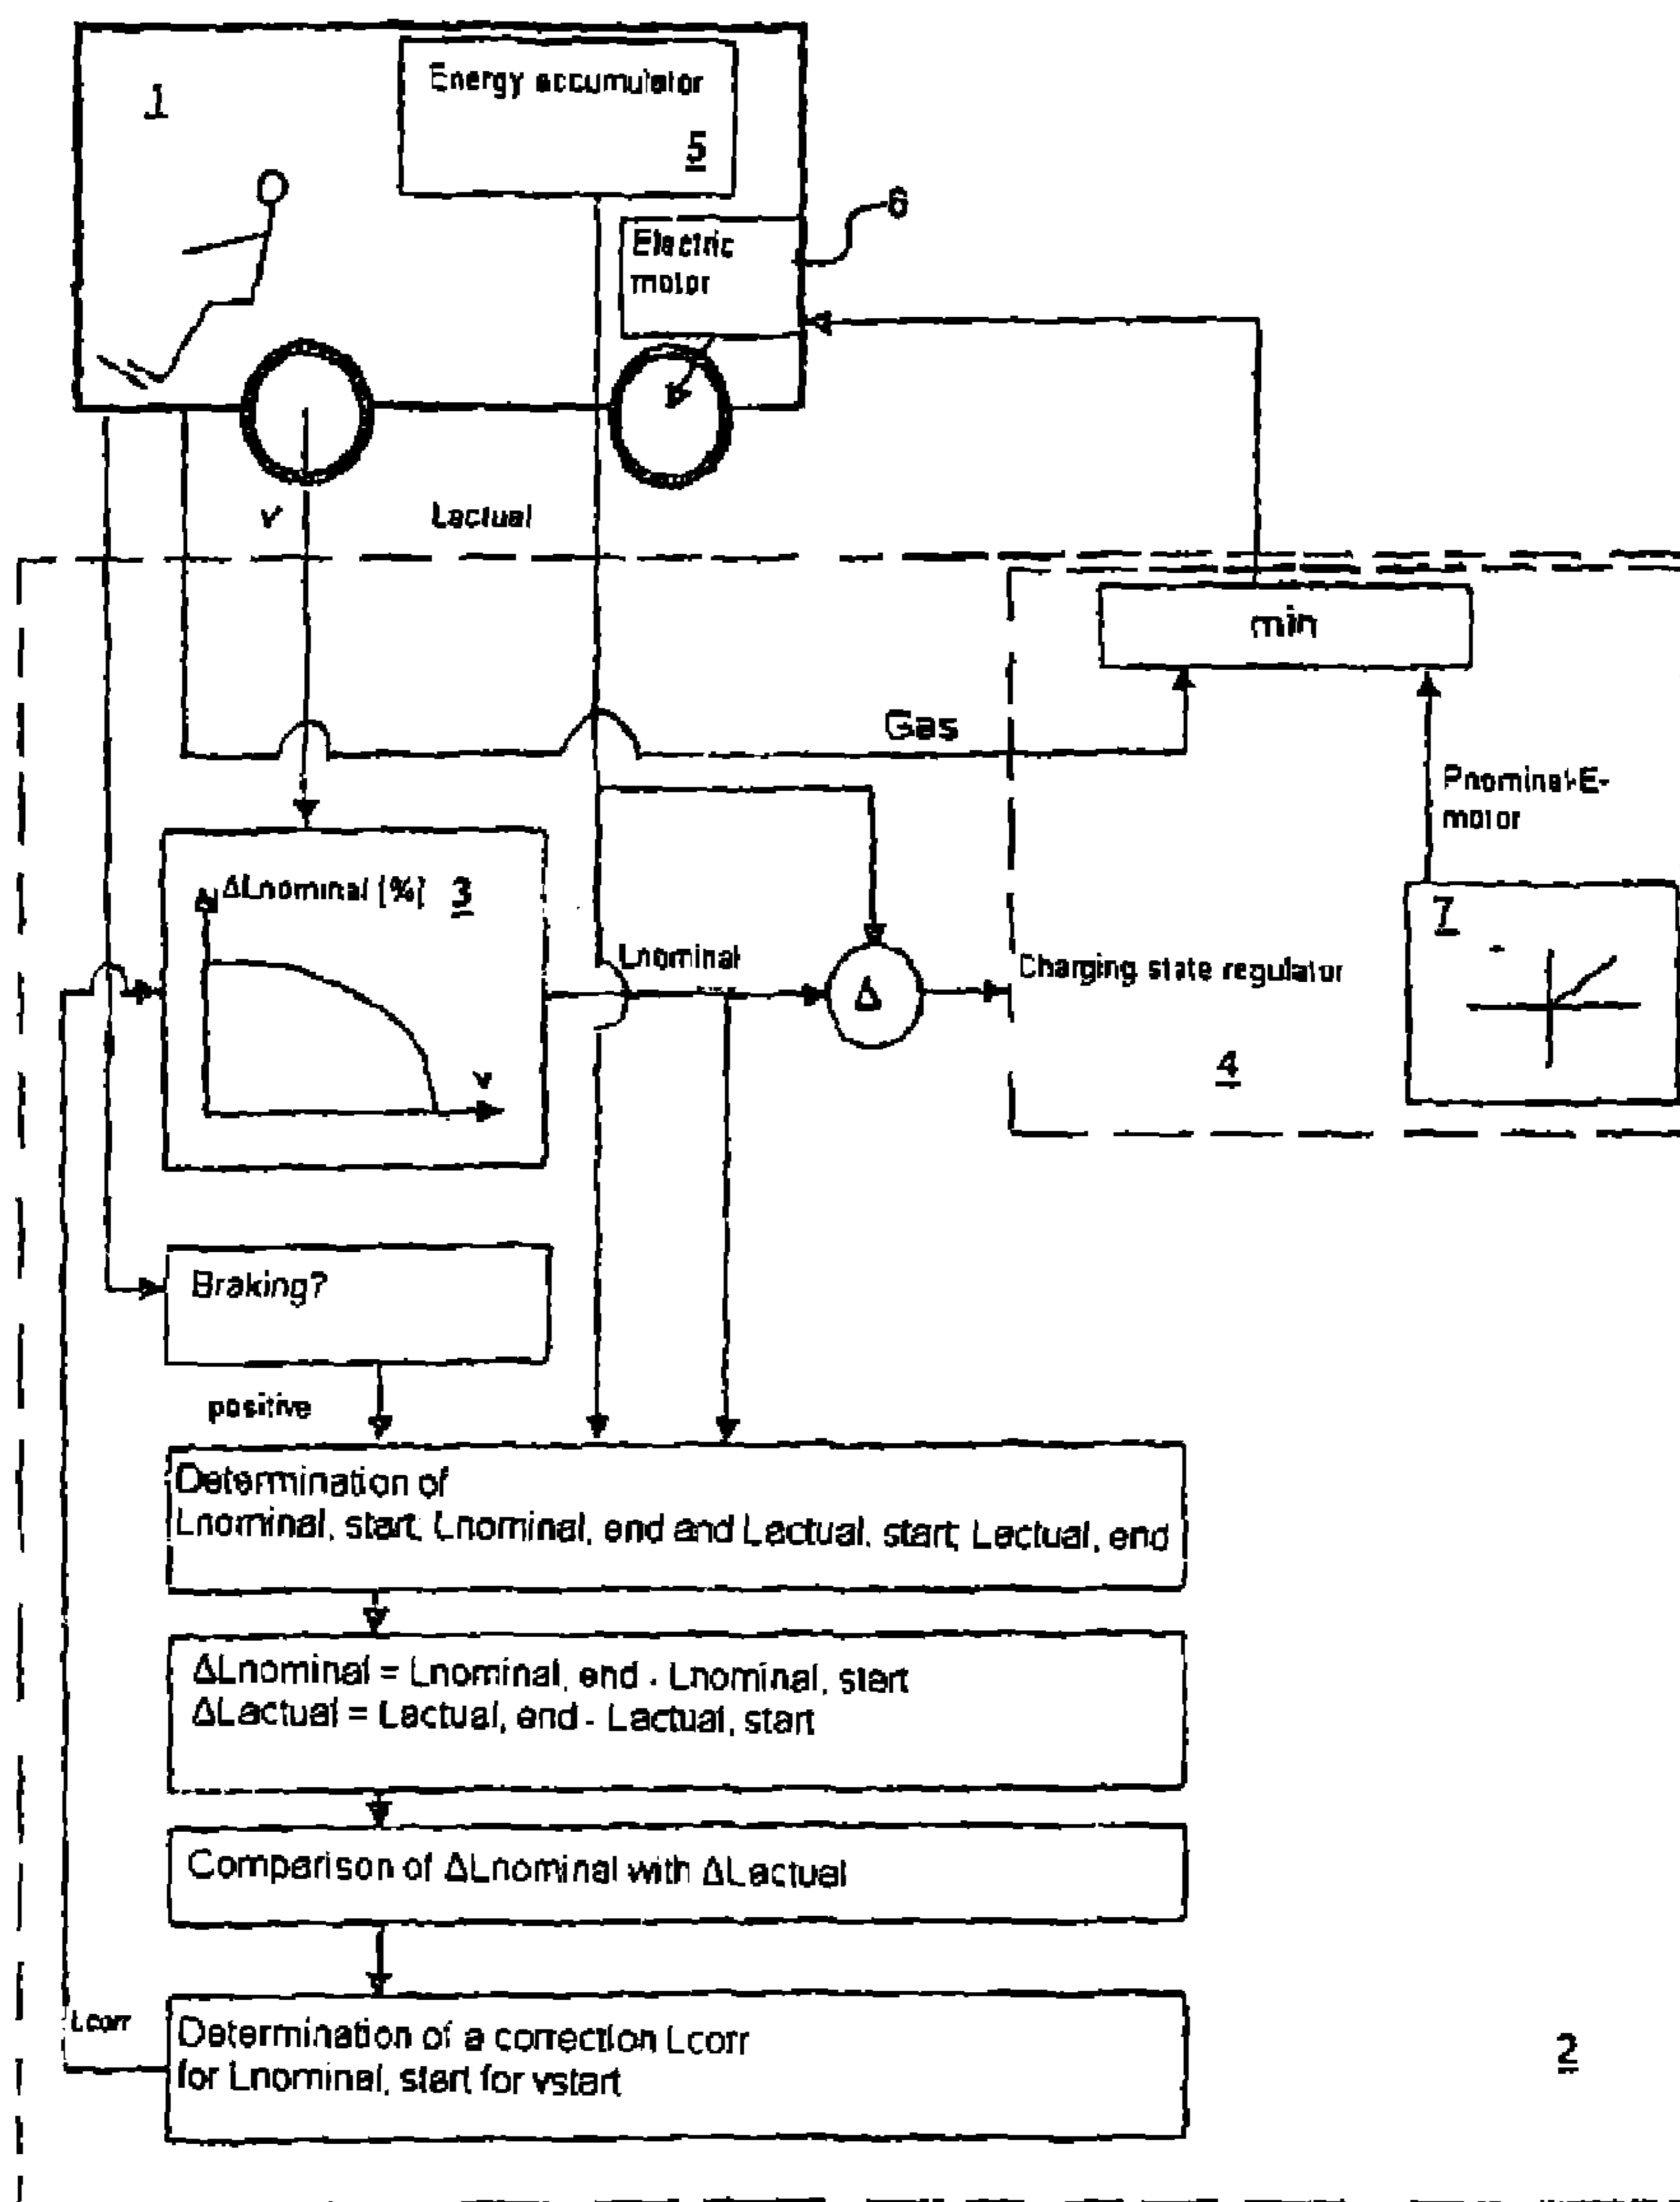 1
Energy accumulator
5
6
Electric
motor
v
Lactual
min
Gas
Pnominal-E-
motor
ΔLnominal [%] 3
7
Lnominal
Charging state regulator
Δ
v
4
Braking?
positive
Determination of
Lnominal, start, Lnominal, end and Lactual, start, Lactual, end
ΔLnominal = Lnominal, end - Lnominal, start
ΔLactual = Lactual, end - Lactual, start
Comparison of ΔLnominal with ΔLactual
Lcorr
Determination of a correction Lcorr
for Lnominal, start for vstart
2